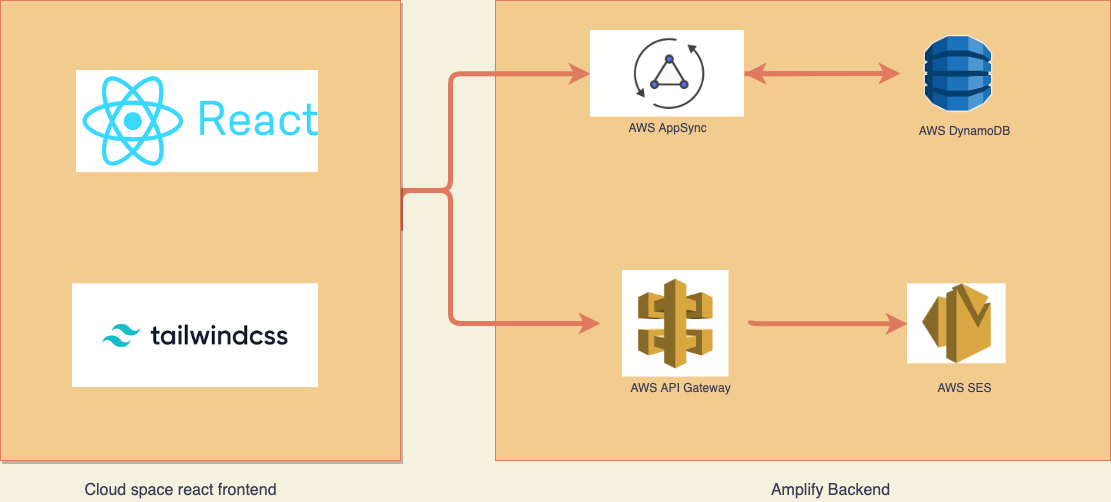 React
tailwindcss
AWS AppSync
AWS DynamoDB
AWS API Gateway
AWS SES
Cloud space react frontend
Amplify Backend